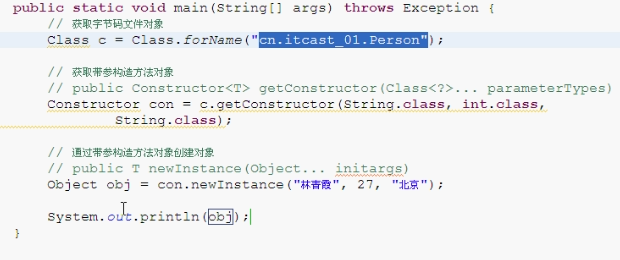 public static void main(String[] args) throws Exception {
// 获取字节码文件对象
Class c = Class.forName("cn.itcast_01.Person");
// 获取带参构造方法对象
// public Constructor<T> getConstructor(Class<?>... parameterTypes)
Constructor con = c.getConstructor(String.class, int.class,
String.class);
// 通过带参构造方法对象创建对象
// public T newInstance(Object... initargs)
Object obj = con.newInstance("林青霞", 27, "北京");
System.out.println(obj);
}